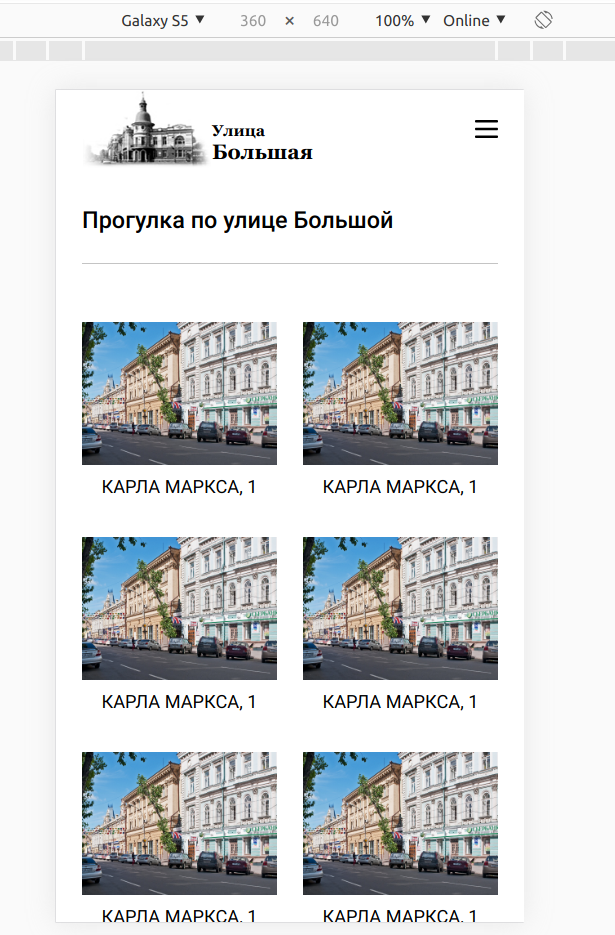 Galaxy S5 ▼ 360 × 640 100% ▼ Online ▼
Улица
Большая
Прогулка по улице Большой
КАРЛА МАРКСА, 1 КАРЛА МАРКСА, 1
КАРЛА МАРКСА, 1 КАРЛА МАРКСА, 1
КАРЛА МАРКСА, 1 КАРЛА МАРКСА, 1